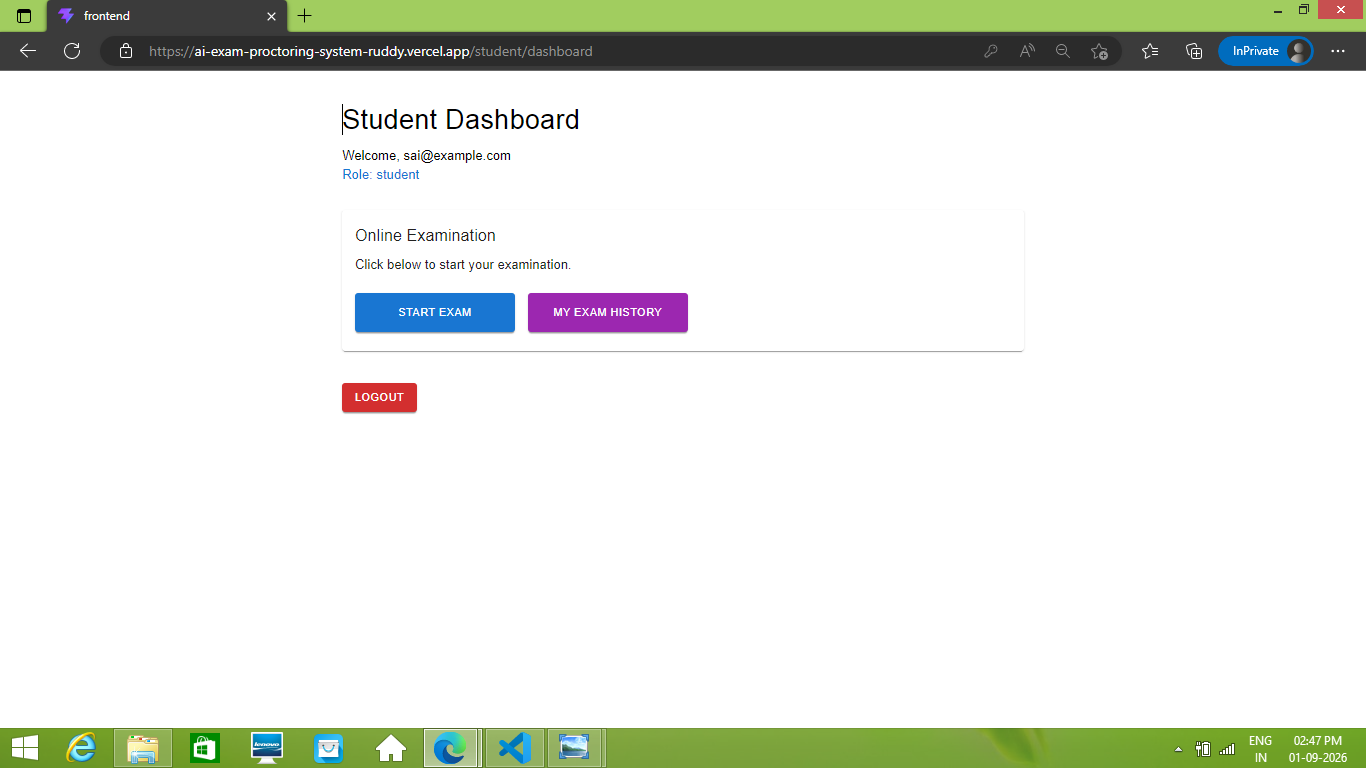 frontend
https://ai-exam-proctoring-system-ruddy.vercel.app/student/dashboard
InPrivate
Student Dashboard
Welcome, sai@example.com
Role: student
Online Examination
Click below to start your examination.
START EXAM
MY EXAM HISTORY
LOGOUT
lenovo
ENG
IN
02:47 PM
01-09-2026